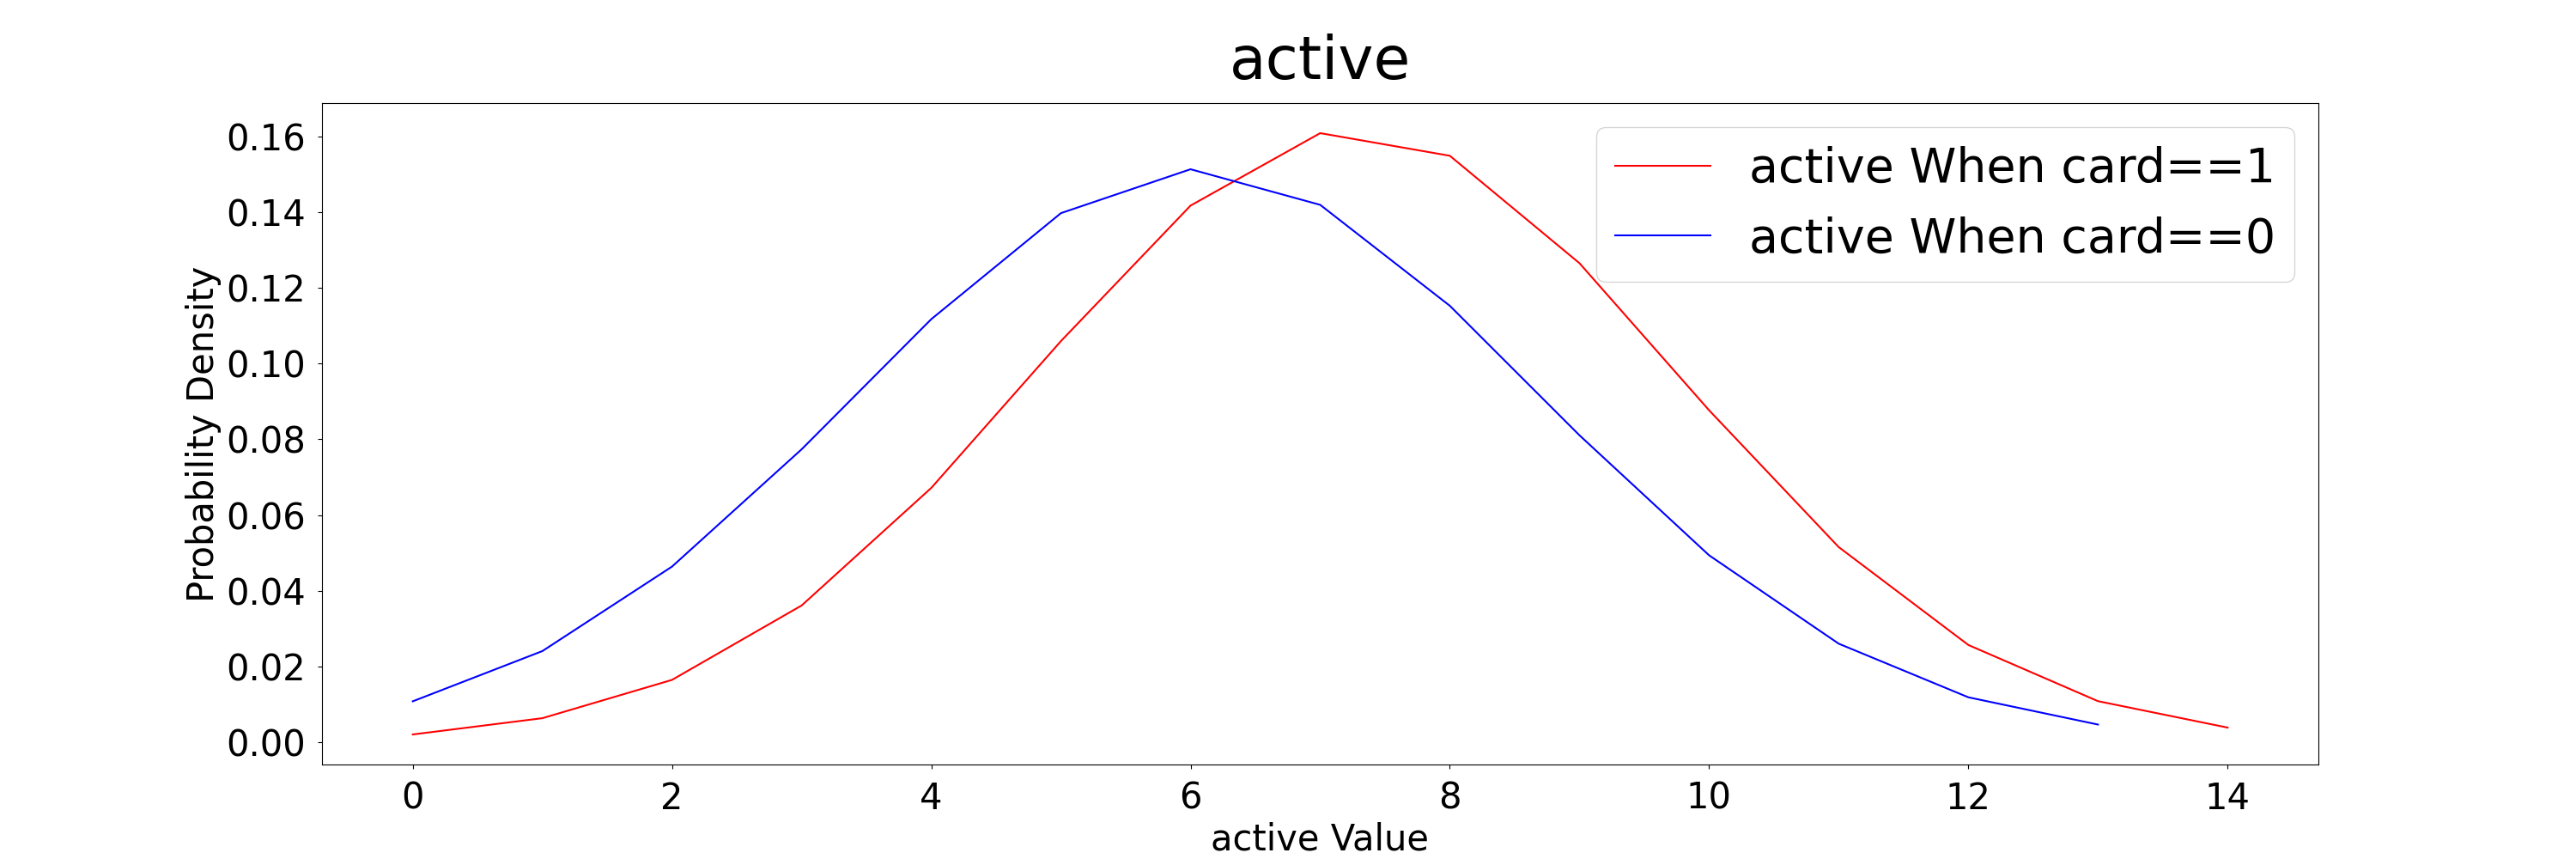 active
0.16
0.14
0.12
0.10
0.08
0.06
0.04
0.02
0.00
Probability Density
active When card==1
active When card==0
0 2 4 6 8 10 12 14
active Value